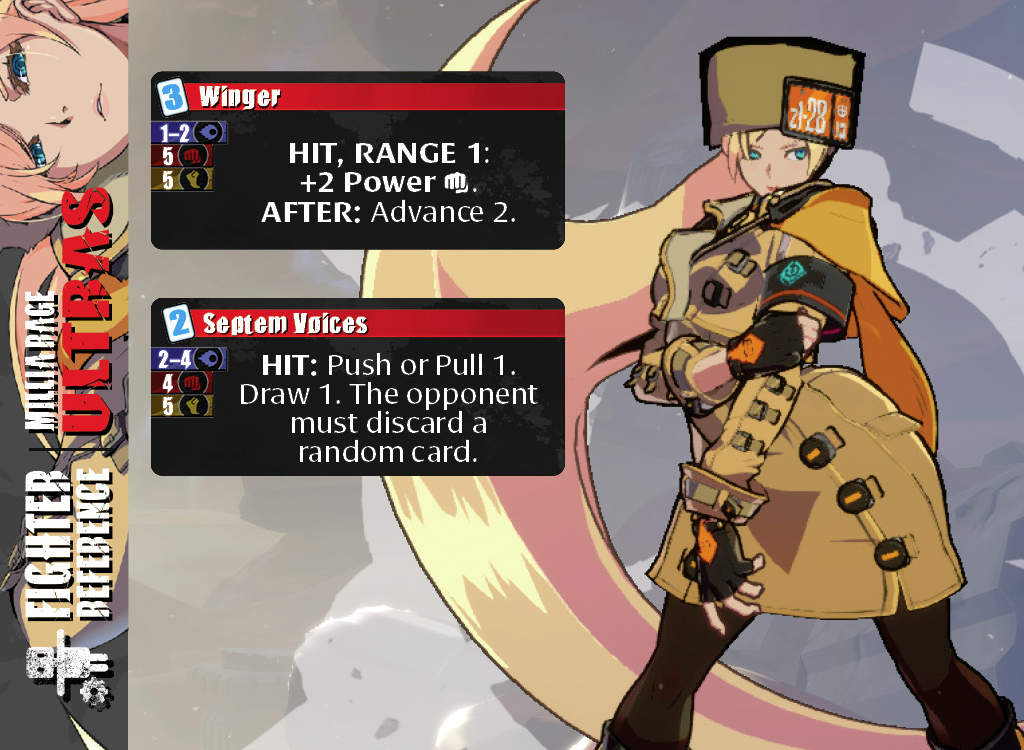 MILLIA RAGE
ULTRAS
FIGHTER
REFERENCE
3 Winger
1–2
5
5
HIT, RANGE 1:
+2 Power .
AFTER: Advance 2.
2 Septem Voices
2–4
4
5
HIT: Push or Pull 1.
Draw 1. The opponent
must discard a
random card.